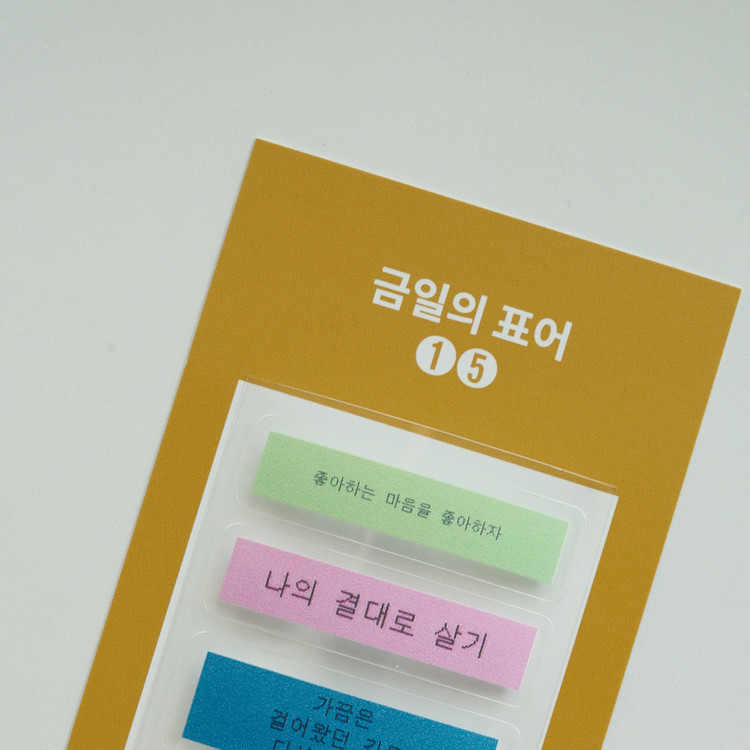 금일의 표어
15
좋아하는 마음을 좋아하자
나의 결대로 살기
가끔은
걸어왔던